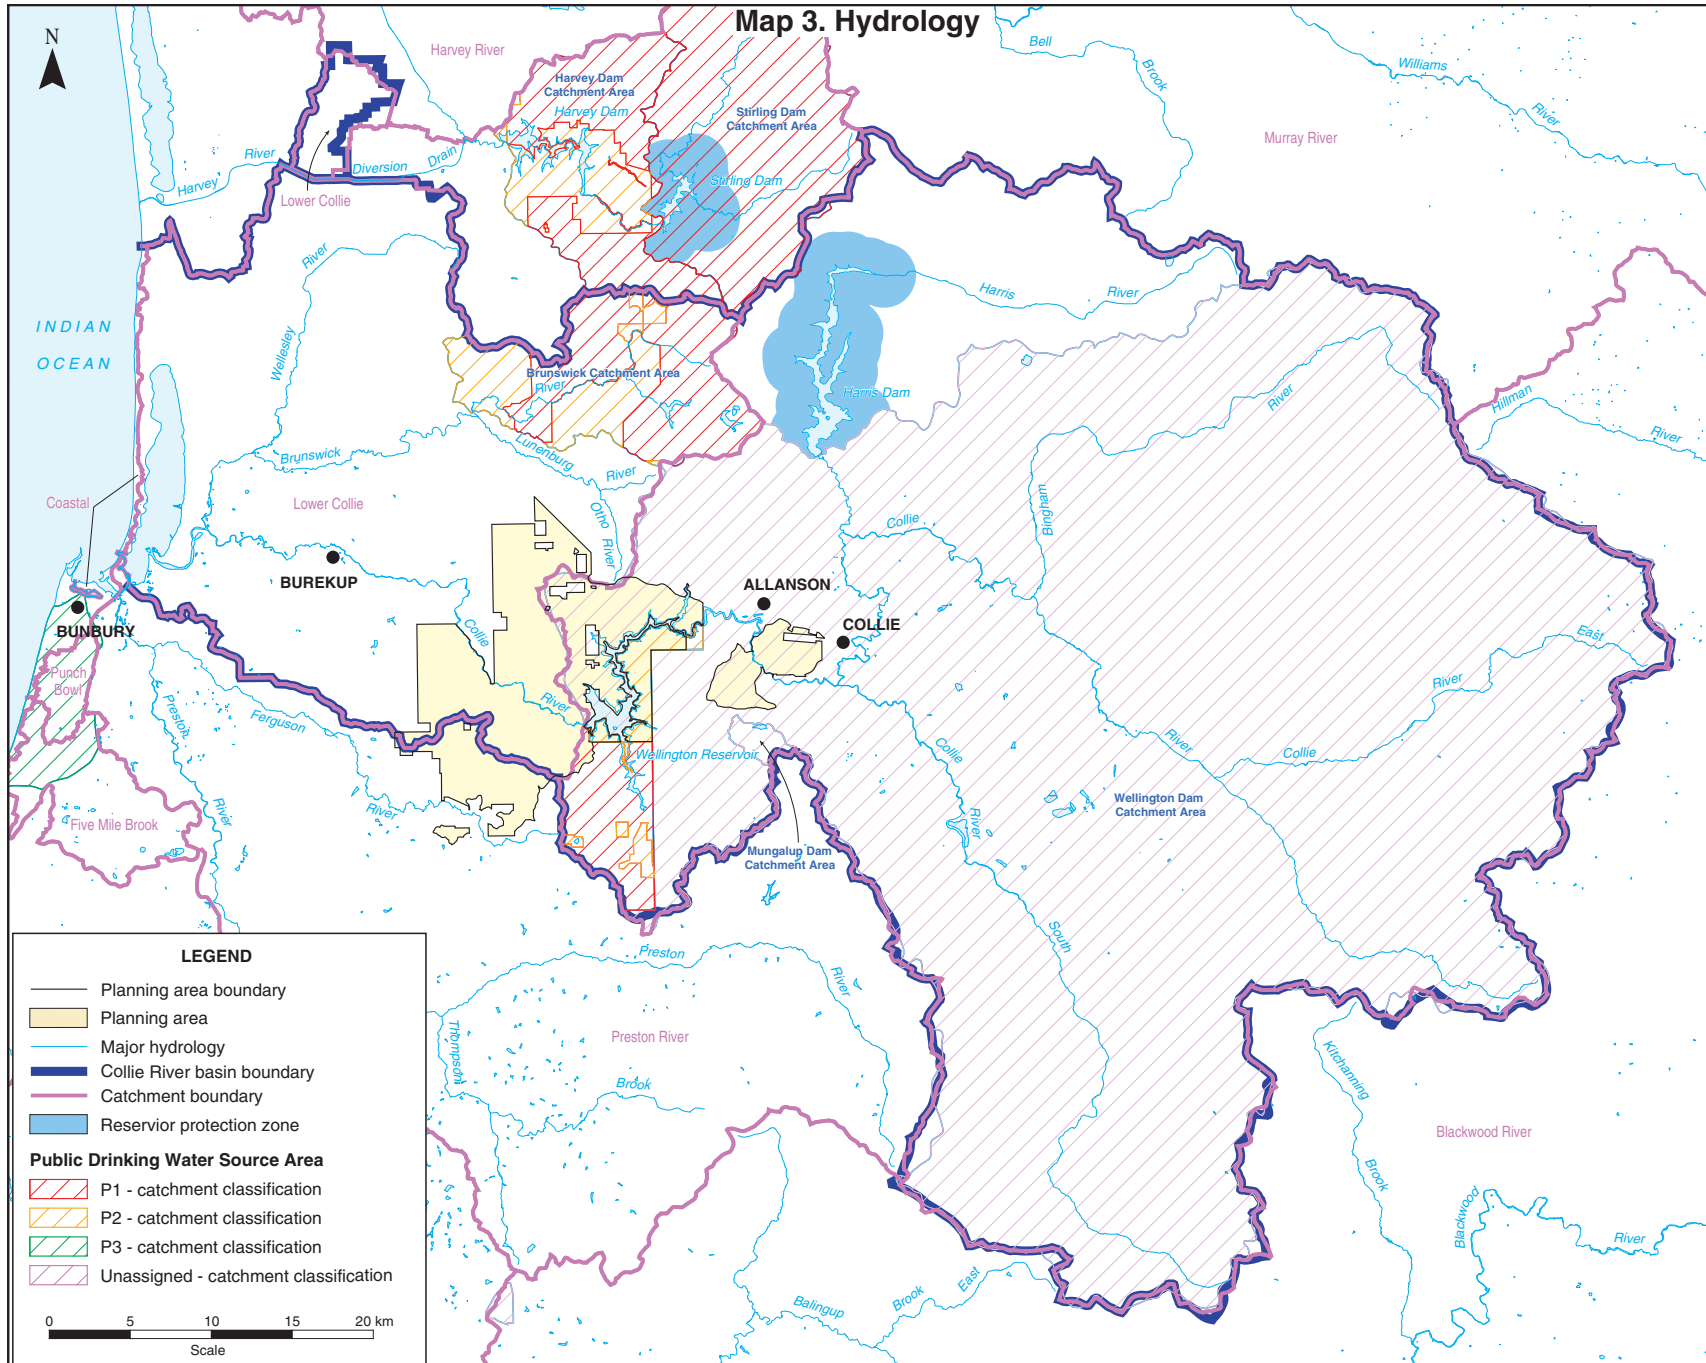 Map 3. Hydrology
N
Harvey River
Bell
Brook
Williams
River
Murray River
Harvey Dam
Catchment Area
Harvey Dam
Stirling Dam
Catchment Area
Stirling Dam
River
Harvey
Diversion
Drain
Lower Collie
River
Wellesley
INDIAN
OCEAN
Harris
River
Harris Dam
Brunswick Catchment Area
River
Brunswick
Lunenburg
River
Otho
River
Hillman
River
River
Bingham
Collie
Coastal
Lower Collie
BUREKUP
BUNBURY
ALLANSON
COLLIE
Collie
River
East
River
Collie
River
Punch
Bowl
Preston
River
Ferguson
River
Five Mile Brook
Wellington Reservoir
Collie
River
South
Wellington Dam
Catchment Area
Mungalup Dam
Catchment Area
Preston
River
Thompson
Brook
Preston River
Kitchanning
Brook
Blackwood River
Blackwood
River
Balingup
Brook
East
LEGEND
Planning area boundary
Planning area
Major hydrology
Collie River basin boundary
Catchment boundary
Reservior protection zone
Public Drinking Water Source Area
P1 - catchment classification
P2 - catchment classification
P3 - catchment classification
Unassigned - catchment classification
0 5 10 15 20 km
Scale